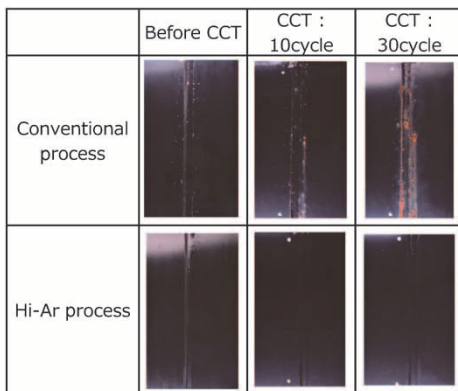 Before CCT
CCT :
10cycle
CCT :
30cycle
Conventional
process
Hi-Ar process